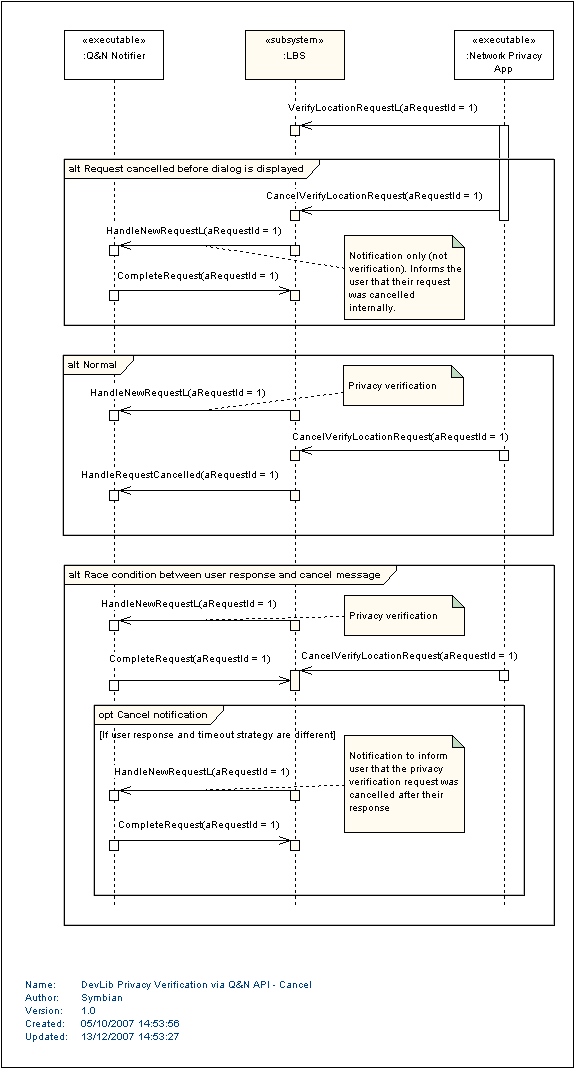 «executable»
:Q&N Notifier
«subsystem»
:LBS
«executable»
:Network Privacy
App
VerifyLocationRequestL(aRequestId = 1)
alt Request cancelled before dialog is displayed
CancelVerifyLocationRequest(aRequestId = 1)
HandleNewRequestL(aRequestId = 1)
Notification only (not
verification). Informs the
user that their request
was cancelled
internally.
CompleteRequest(aRequestId = 1)
alt Normal
HandleNewRequestL(aRequestId = 1)
Privacy verification
CancelVerifyLocationRequest(aRequestId = 1)
HandleRequestCancelled(aRequestId = 1)
alt Race condition between user response and cancel message
HandleNewRequestL(aRequestId = 1)
Privacy verification
CompleteRequest(aRequestId = 1)
CancelVerifyLocationRequest(aRequestId = 1)
opt Cancel notification
[If user response and timeout strategy are different]
Notification to inform
user that the privacy
verification request was
cancelled after their
response
HandleNewRequestL(aRequestId = 1)
CompleteRequest(aRequestId = 1)
Name: DevLib Privacy Verification via Q&N API - Cancel
Author: Symbian
Version: 1.0
Created: 05/10/2007 14:53:56
Updated: 13/12/2007 14:53:27